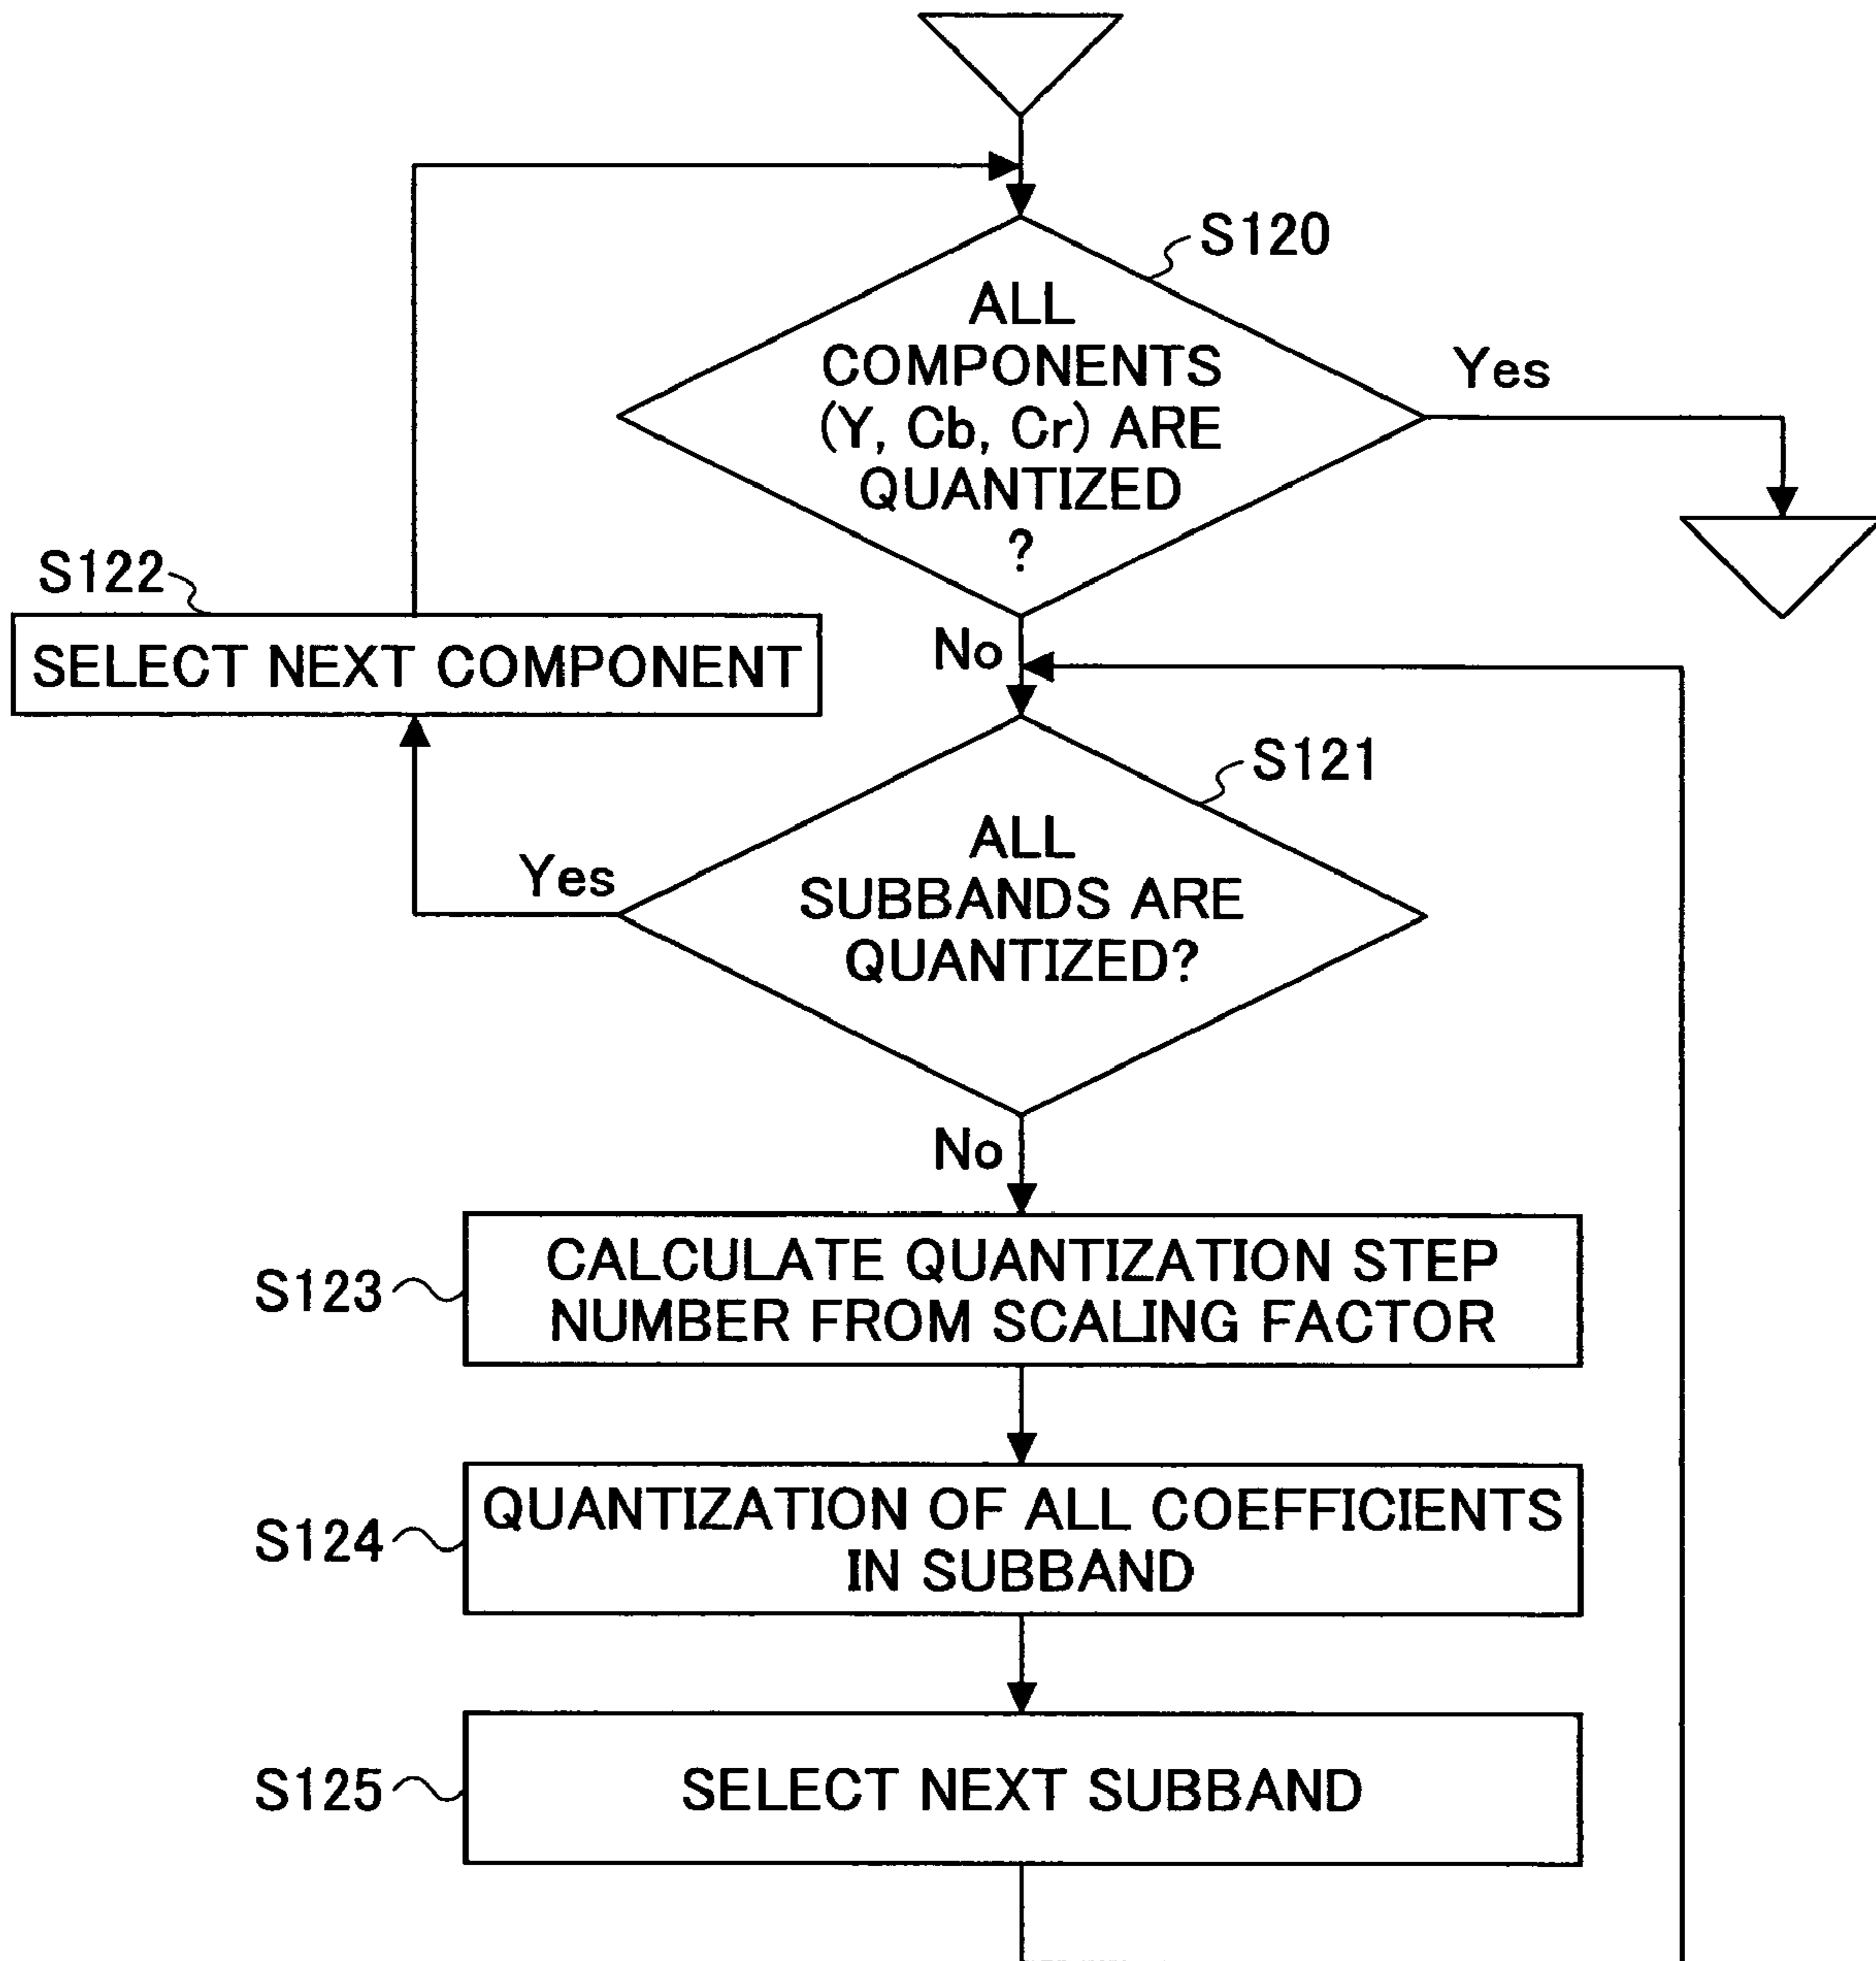 S120
ALL
COMPONENTS
(Y, Cb, Cr) ARE
QUANTIZED
?
Yes
S122
SELECT NEXT COMPONENT
No
S121
ALL
SUBBANDS ARE
QUANTIZED?
Yes
No
S123
CALCULATE QUANTIZATION STEP
NUMBER FROM SCALING FACTOR
S124
QUANTIZATION OF ALL COEFFICIENTS
IN SUBBAND
S125
SELECT NEXT SUBBAND